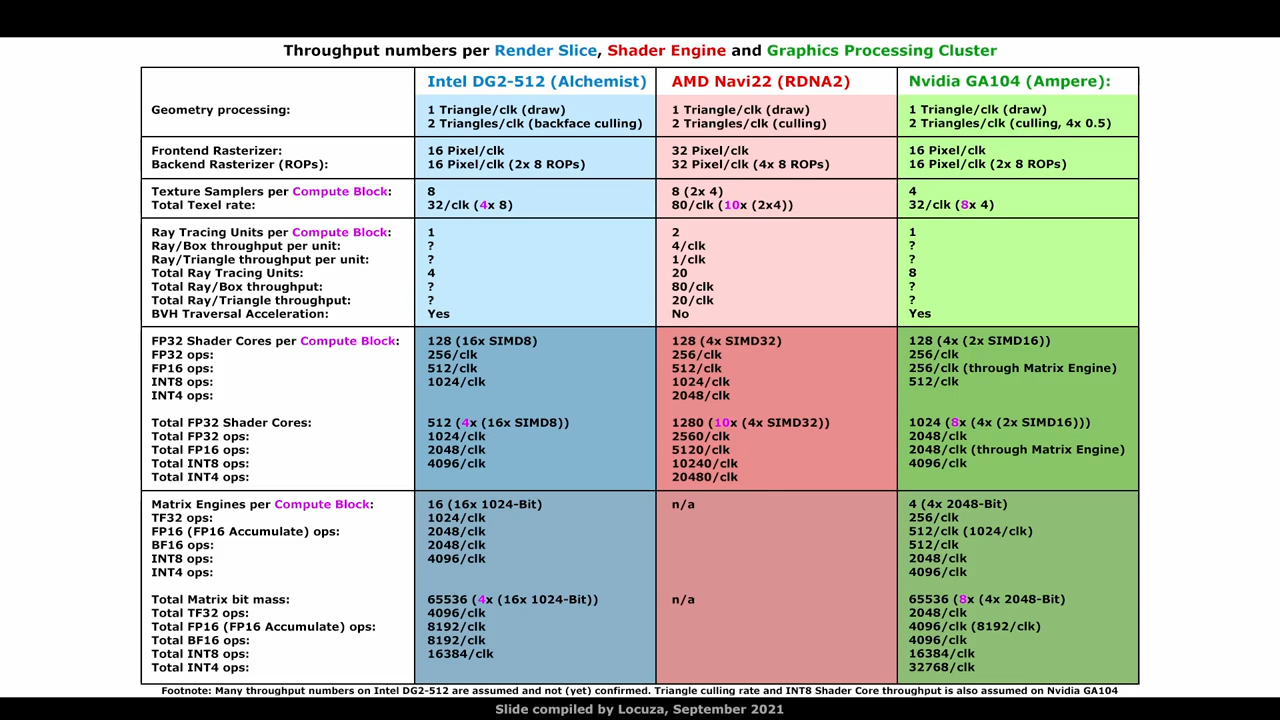 Throughput numbers per Render Slice, Shader Engine and Graphics Processing Cluster
Intel DG2-512 (Alchemist) AMD Navi22 (RDNA2) Nvidia GA104 (Ampere):
Geometry processing: 1 Triangle/clk (draw) 1 Triangle/clk (draw) 1 Triangle/clk (draw)
2 Triangles/clk (backface culling) 2 Triangles/clk (culling) 2 Triangles/clk (culling, 4x 0.5)
Frontend Rasterizer: 16 Pixel/clk 32 Pixel/clk 16 Pixel/clk
Backend Rasterizer (ROPs): 16 Pixel/clk (2x 8 ROPs) 32 Pixel/clk (4x 8 ROPs) 16 Pixel/clk (2x 8 ROPs)
Texture Samplers per Compute Block: 8 8 (2x 4) 4
Total Texel rate: 32/clk (4x 8) 80/clk (10x (2x4)) 32/clk (8x 4)
Ray Tracing Units per Compute Block: 1 2 1
Ray/Box throughput per unit: ? 4/clk ?
Ray/Triangle throughput per unit: ? 1/clk ?
Total Ray Tracing Units: 4 20 8
Total Ray/Box throughput: ? 80/clk ?
Total Ray/Triangle throughput: ? 20/clk ?
BVH Traversal Acceleration: Yes No Yes
FP32 Shader Cores per Compute Block: 128 (16x SIMD8) 128 (4x SIMD32) 128 (4x (2x SIMD16))
FP32 ops: 256/clk 256/clk 256/clk
FP16 ops: 512/clk 512/clk 256/clk (through Matrix Engine)
INT8 ops: 1024/clk 1024/clk 512/clk
INT4 ops: 2048/clk
Total FP32 Shader Cores: 512 (4x (16x SIMD8)) 1280 (10x (4x SIMD32)) 1024 (8x (4x (2x SIMD16)))
Total FP32 ops: 1024/clk 2560/clk 2048/clk
Total FP16 ops: 2048/clk 5120/clk 2048/clk (through Matrix Engine)
Total INT8 ops: 4096/clk 10240/clk 4096/clk
Total INT4 ops: 20480/clk
Matrix Engines per Compute Block: 16 (16x 1024-Bit) n/a 4 (4x 2048-Bit)
TF32 ops: 1024/clk 256/clk
FP16 (FP16 Accumulate) ops: 2048/clk 512/clk (1024/clk)
BF16 ops: 2048/clk 512/clk
INT8 ops: 4096/clk 2048/clk
INT4 ops: 4096/clk
Total Matrix bit mass: 65536 (4x (16x 1024-Bit)) n/a 65536 (8x (4x 2048-Bit)
Total TF32 ops: 4096/clk 2048/clk
Total FP16 (FP16 Accumulate) ops: 8192/clk 4096/clk (8192/clk)
Total BF16 ops: 8192/clk 4096/clk
Total INT8 ops: 16384/clk 16384/clk
Total INT4 ops: 32768/clk
Footnote: Many throughput numbers on Intel DG2-512 are assumed and not (yet) confirmed. Triangle culling rate and INT8 Shader Core throughput is also assumed on Nvidia GA104
Slide compiled by Locuza, September 2021